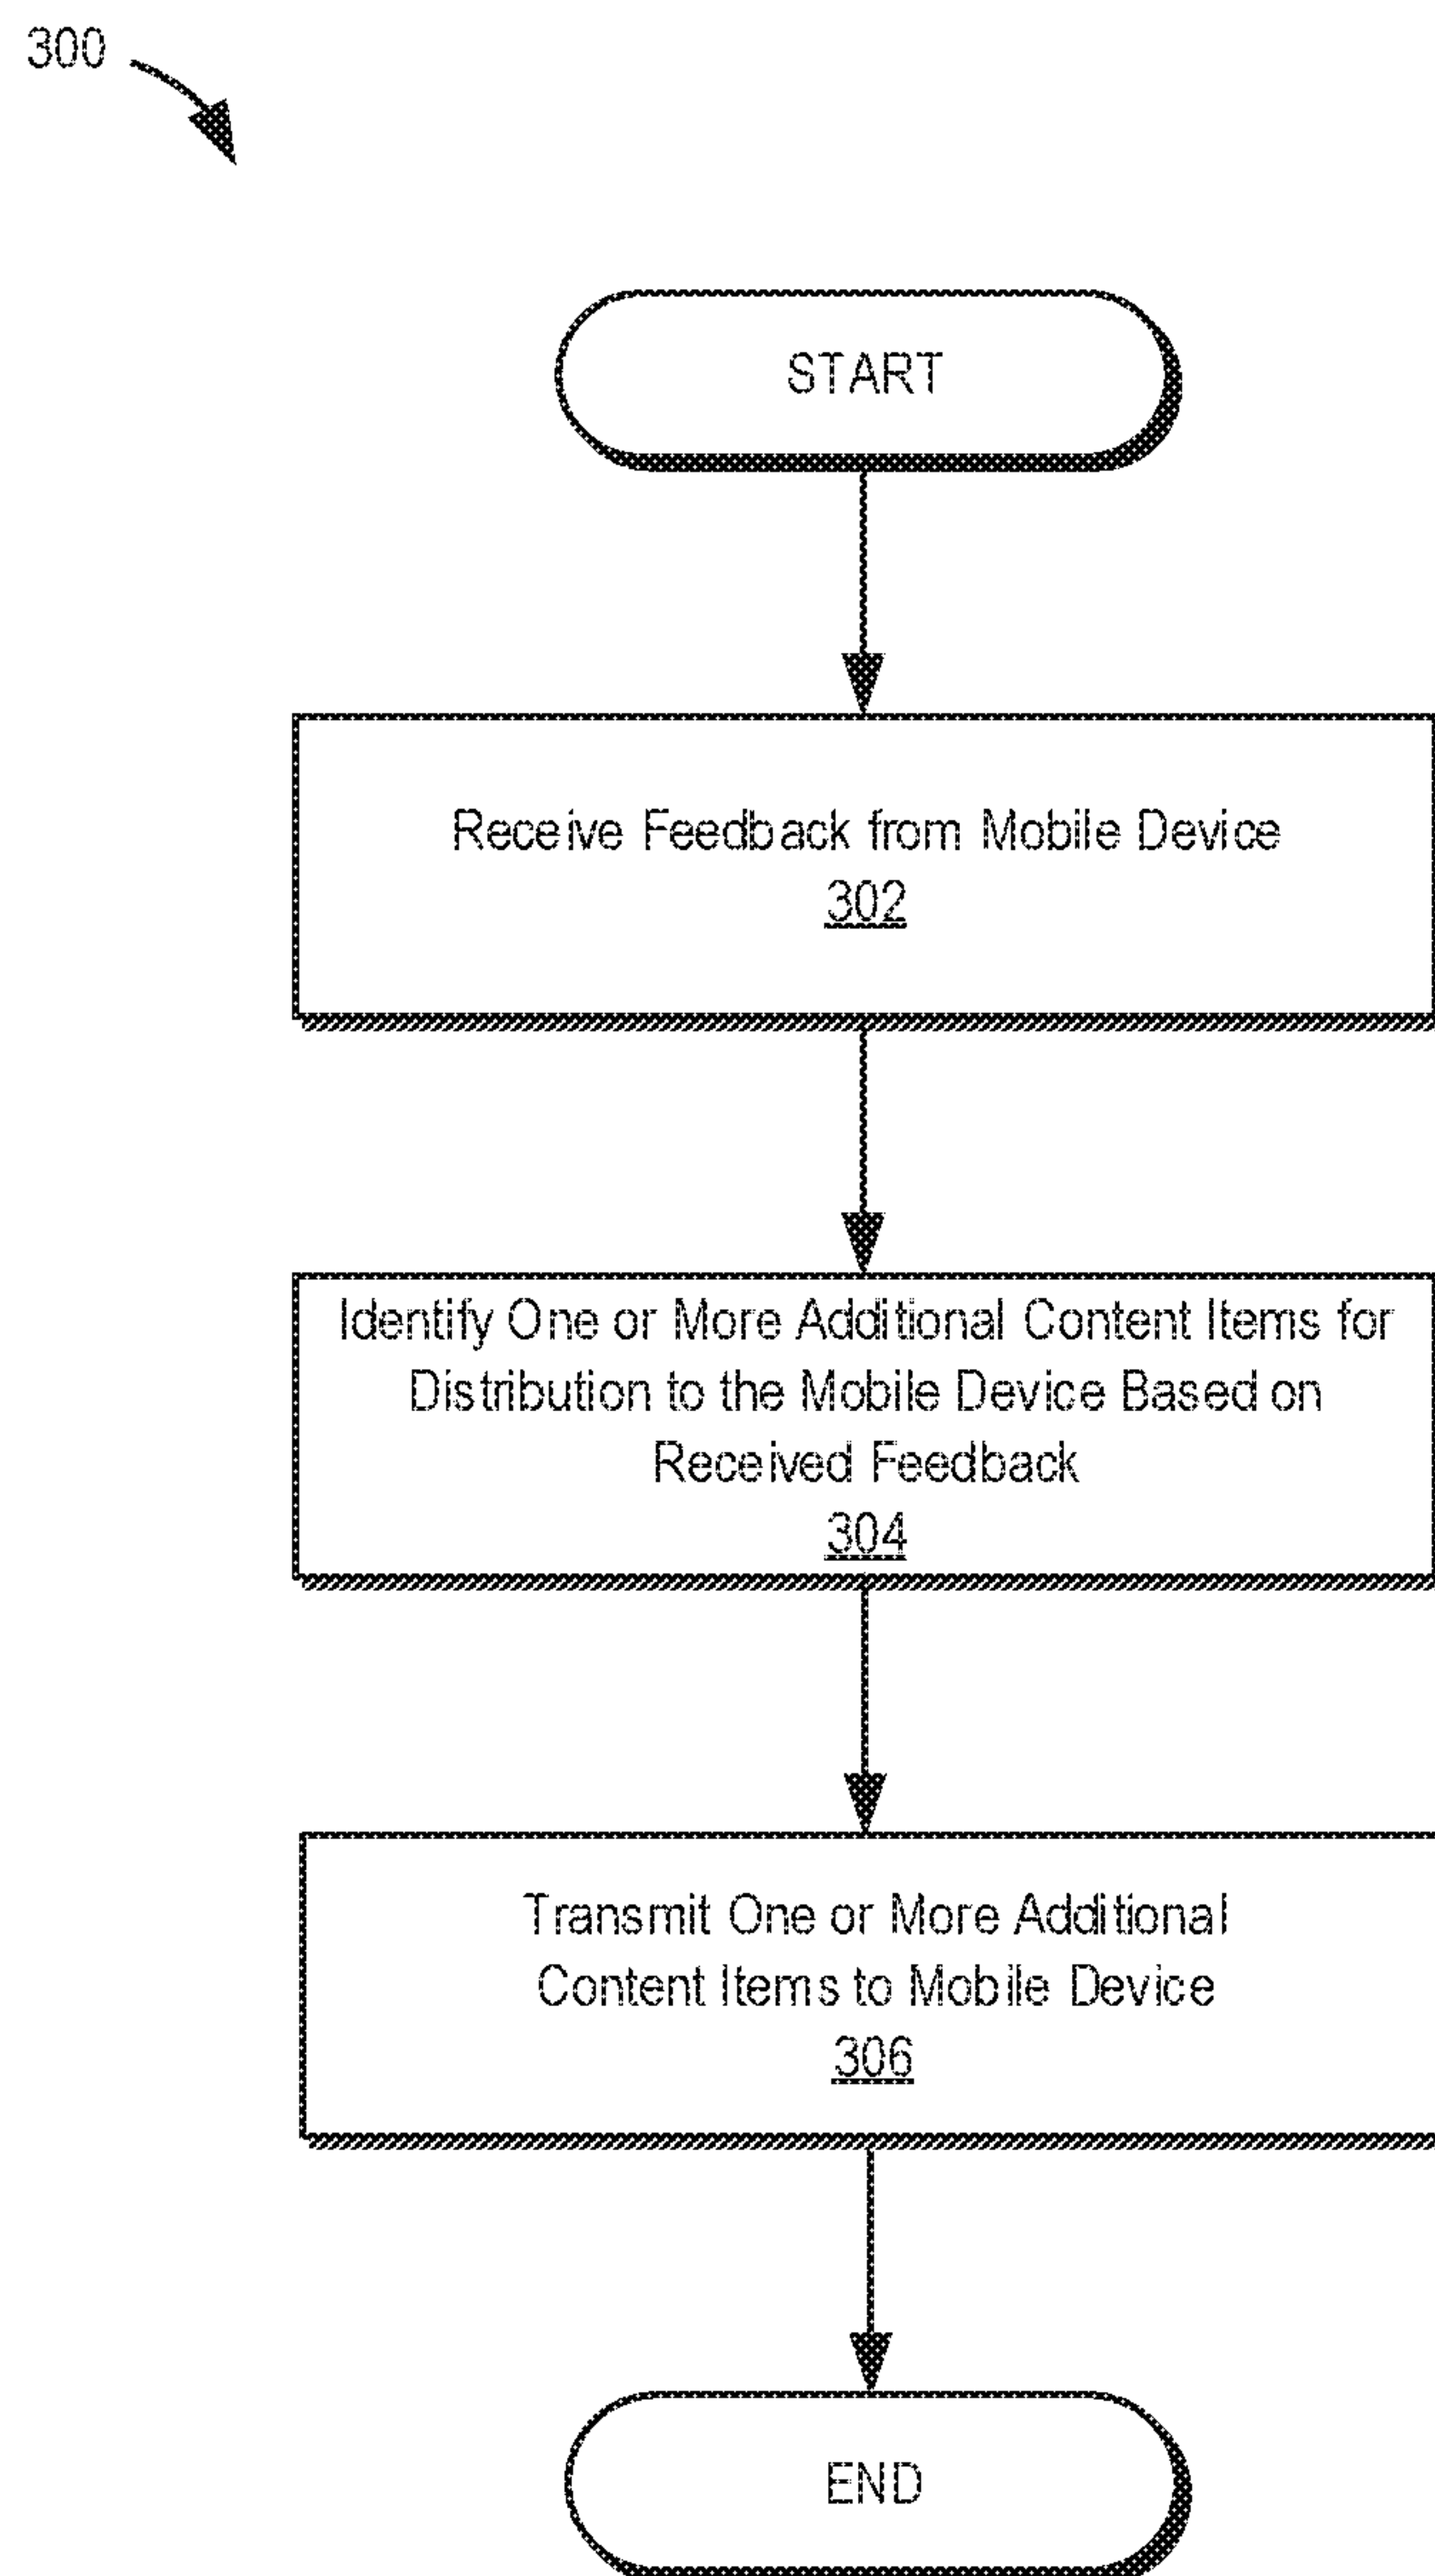 300
START
Receive Feedback from Mobile Device
302
Identify One or More Additional Content Items for
Distribution to the Mobile Device Based on
Received Feedback
304
Transmit One or More Additional
Content Items to Mobile Device
306
END